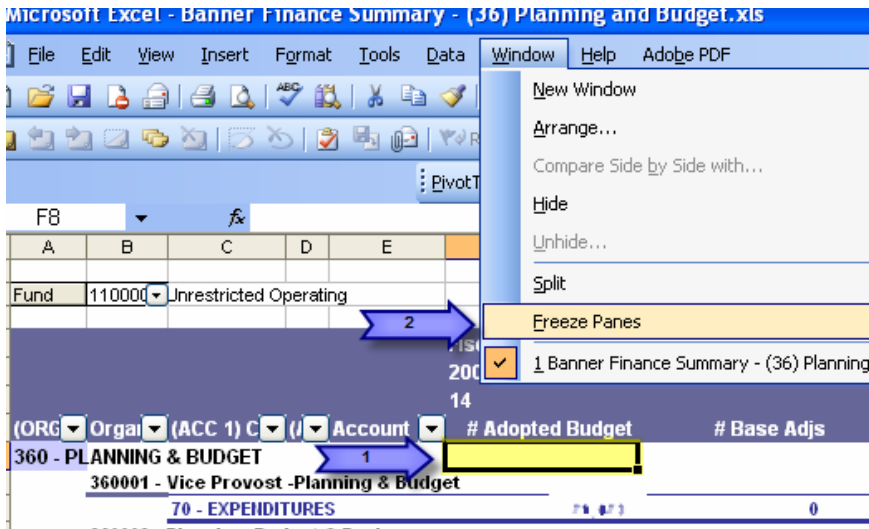 Microsoft Excel - Banner Finance Summary - (36) Planning and Budget.xls
File Edit View Insert Format Tools Data Window Help Adobe PDF
New Window
ABC
Arrange...
Compare Side by Side with...
PivotT
Hide
F8 fx
Unhide...
A B C D E
Split
Fund 11000 Unrestricted Operating
2 Freeze Panes
200
1 Banner Finance Summary - (36) Planning
14
(ORG Organ (ACC 1) C (A Account # Adopted Budget # Base Adjs
360 - PLANNING & BUDGET
1
360001 - Vice Provost -Planning & Budget
70 - EXPENDITURES 0